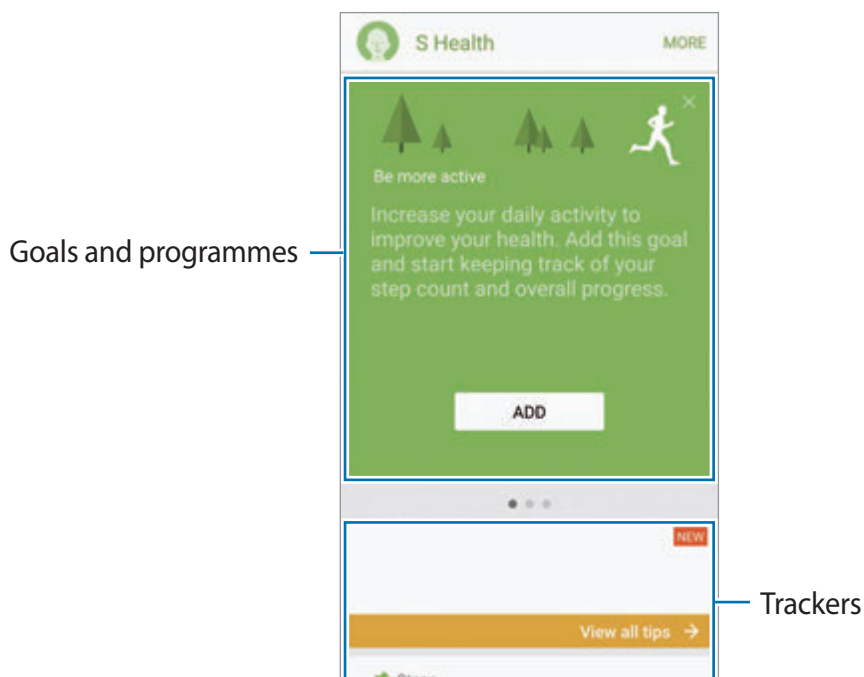 S Health
MORE
Be more active
Increase your daily activity to
improve your health. Add this goal
and start keeping track of your
step count and overall progress.
Goals and programmes
ADD
NEW
Trackers
View all tips